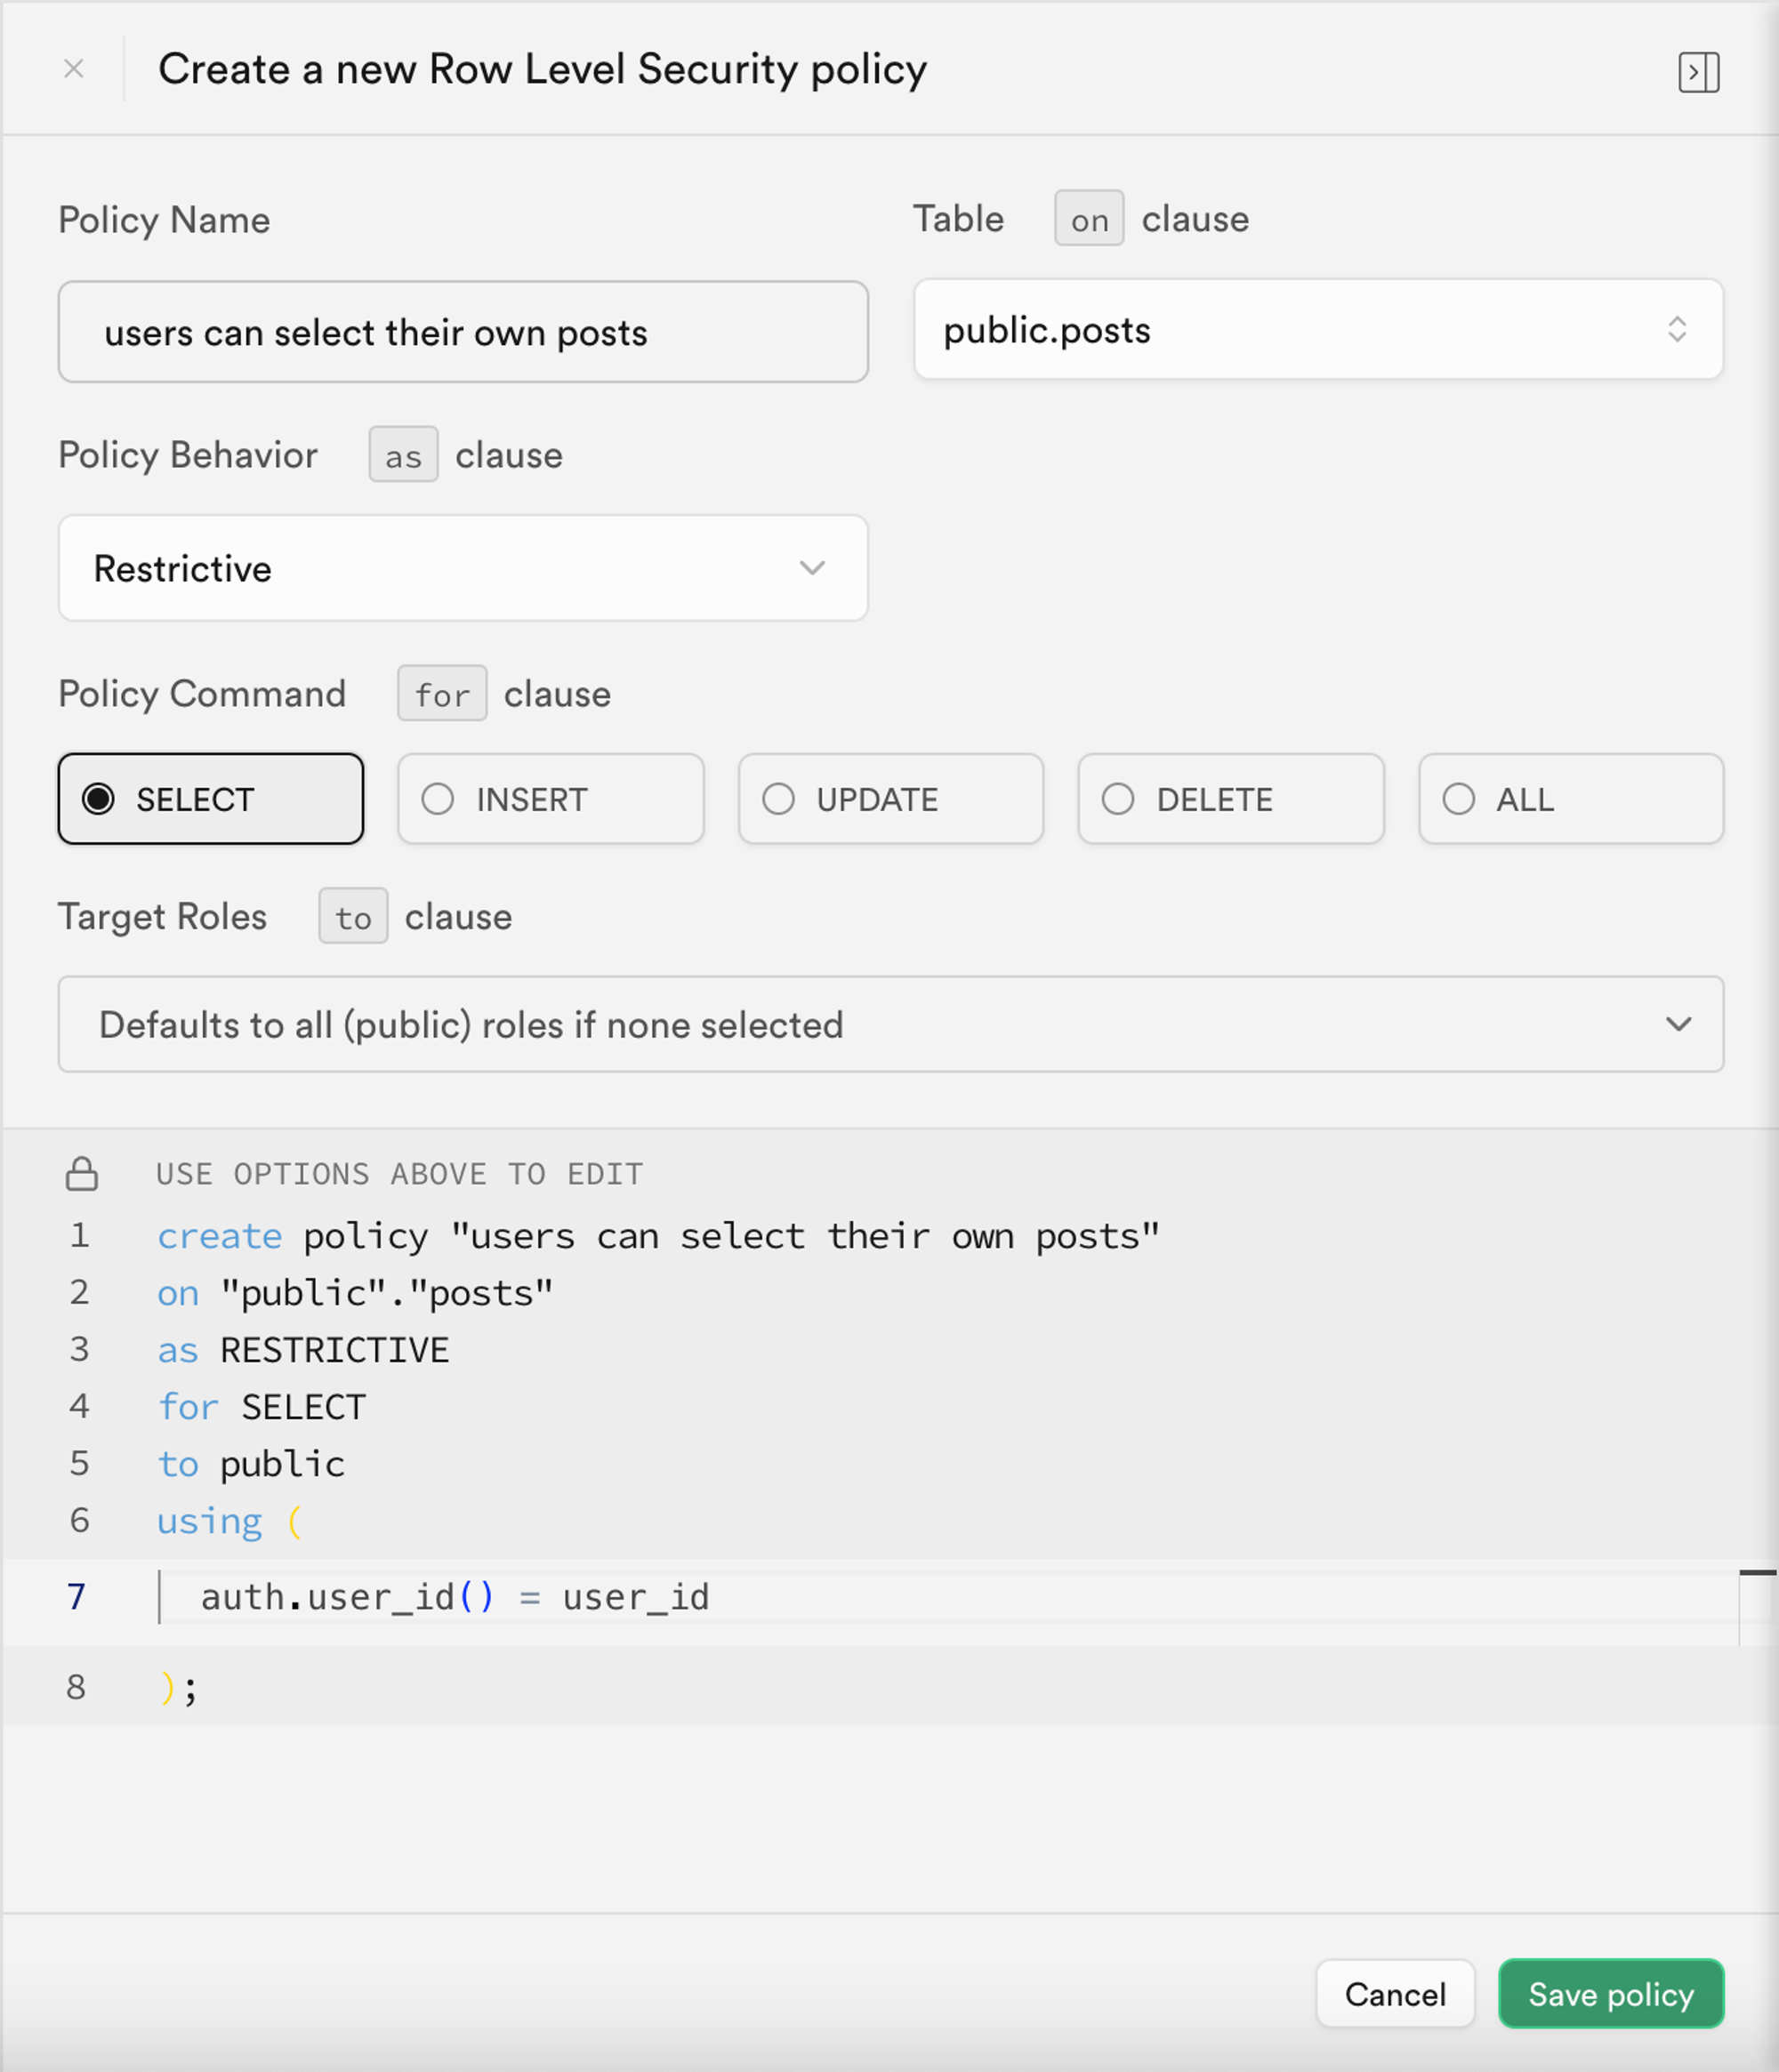 Create a new Row Level Security policy
Policy Name
Table on clause
users can select their own posts
public.posts
Policy Behavior as clause
Restrictive
Policy Command for clause
SELECT INSERT UPDATE DELETE ALL
Target Roles to clause
Defaults to all (public) roles if none selected
USE OPTIONS ABOVE TO EDIT
1 create policy "users can select their own posts"
2 on "public"."posts"
3 as RESTRICTIVE
4 for SELECT
5 to public
6 using (
7 auth.user_id() = user_id
8 );
Cancel Save policy